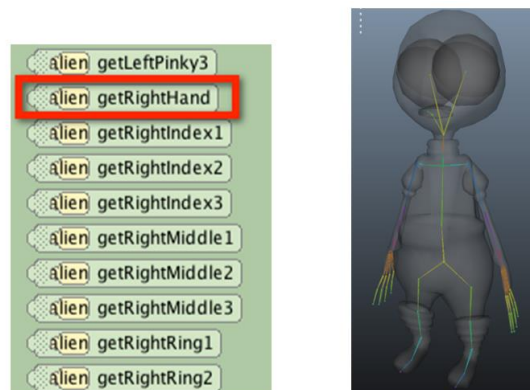 alien getLeftPinky3
alien getRightHand
alien getRightIndex1
alien getRightIndex2
alien getRightIndex3
alien getRightMiddle1
alien getRightMiddle2
alien getRightMiddle3
alien getRightRing1
alien getRightRing2